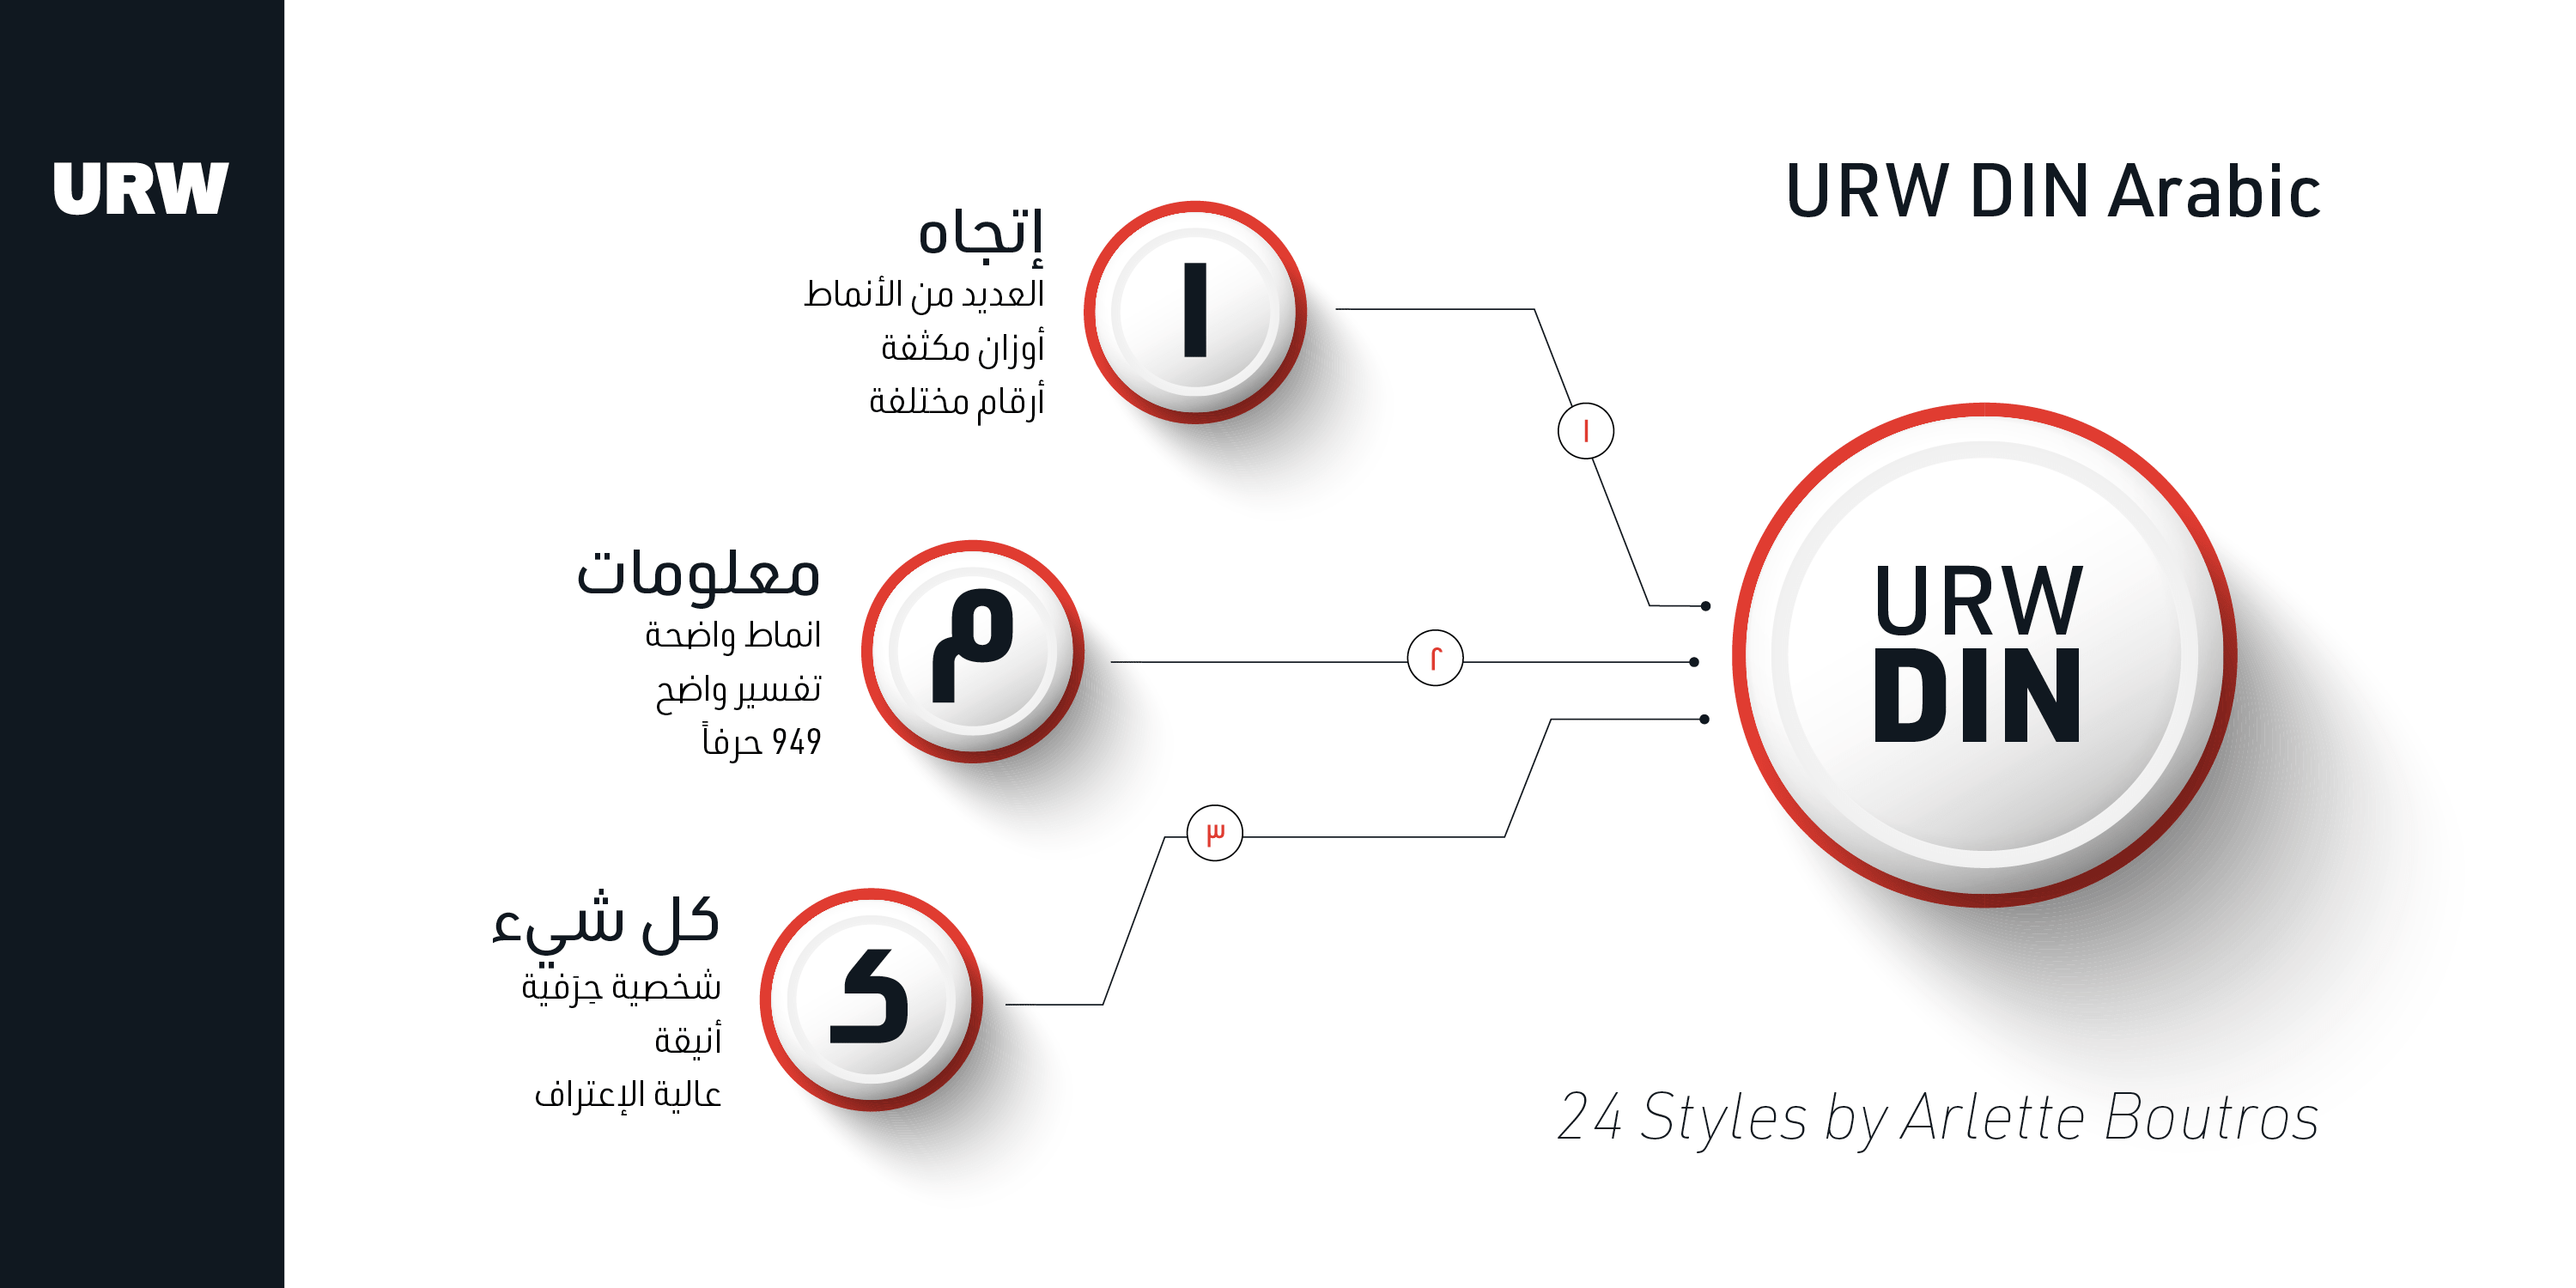 URW
URW DIN Arabic
ا
إتجاه
العديد من الأنماط
أوزان مكثفة
أرقام مختلفة
١
م
معلومات
انماط واضحة
تفسير واضح
949 حرفاً
٢
ك
كل شيء
شخصية حِرَفية
أنيقة
عالية الإعتراف
٣
URW
DIN
24 Styles by Arlette Boutros